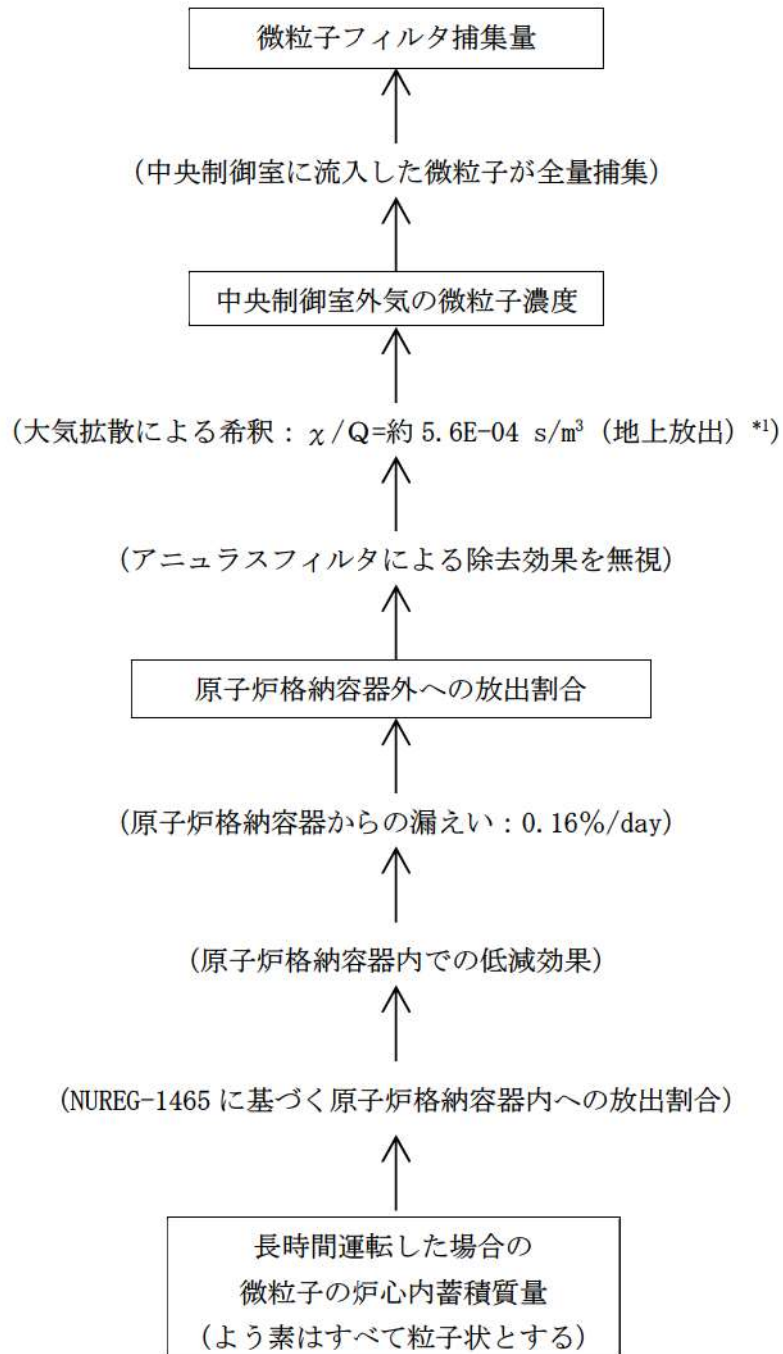 微粒子フィルタ捕集量
(中央制御室に流入した微粒子が全量捕集)
中央制御室外気の微粒子濃度
(大気拡散による希釈：χ/Q=約 5.6E-04 s/m³（地上放出）*1)
(アニュラスフィルタによる除去効果を無視)
原子炉格納容器外への放出割合
(原子炉格納容器からの漏えい：0.16%/day)
(原子炉格納容器内での低減効果)
(NUREG-1465 に基づく原子炉格納容器内への放出割合)
長時間運転した場合の
微粒子の炉心内蓄積質量
(よう素はすべて粒子状とする)